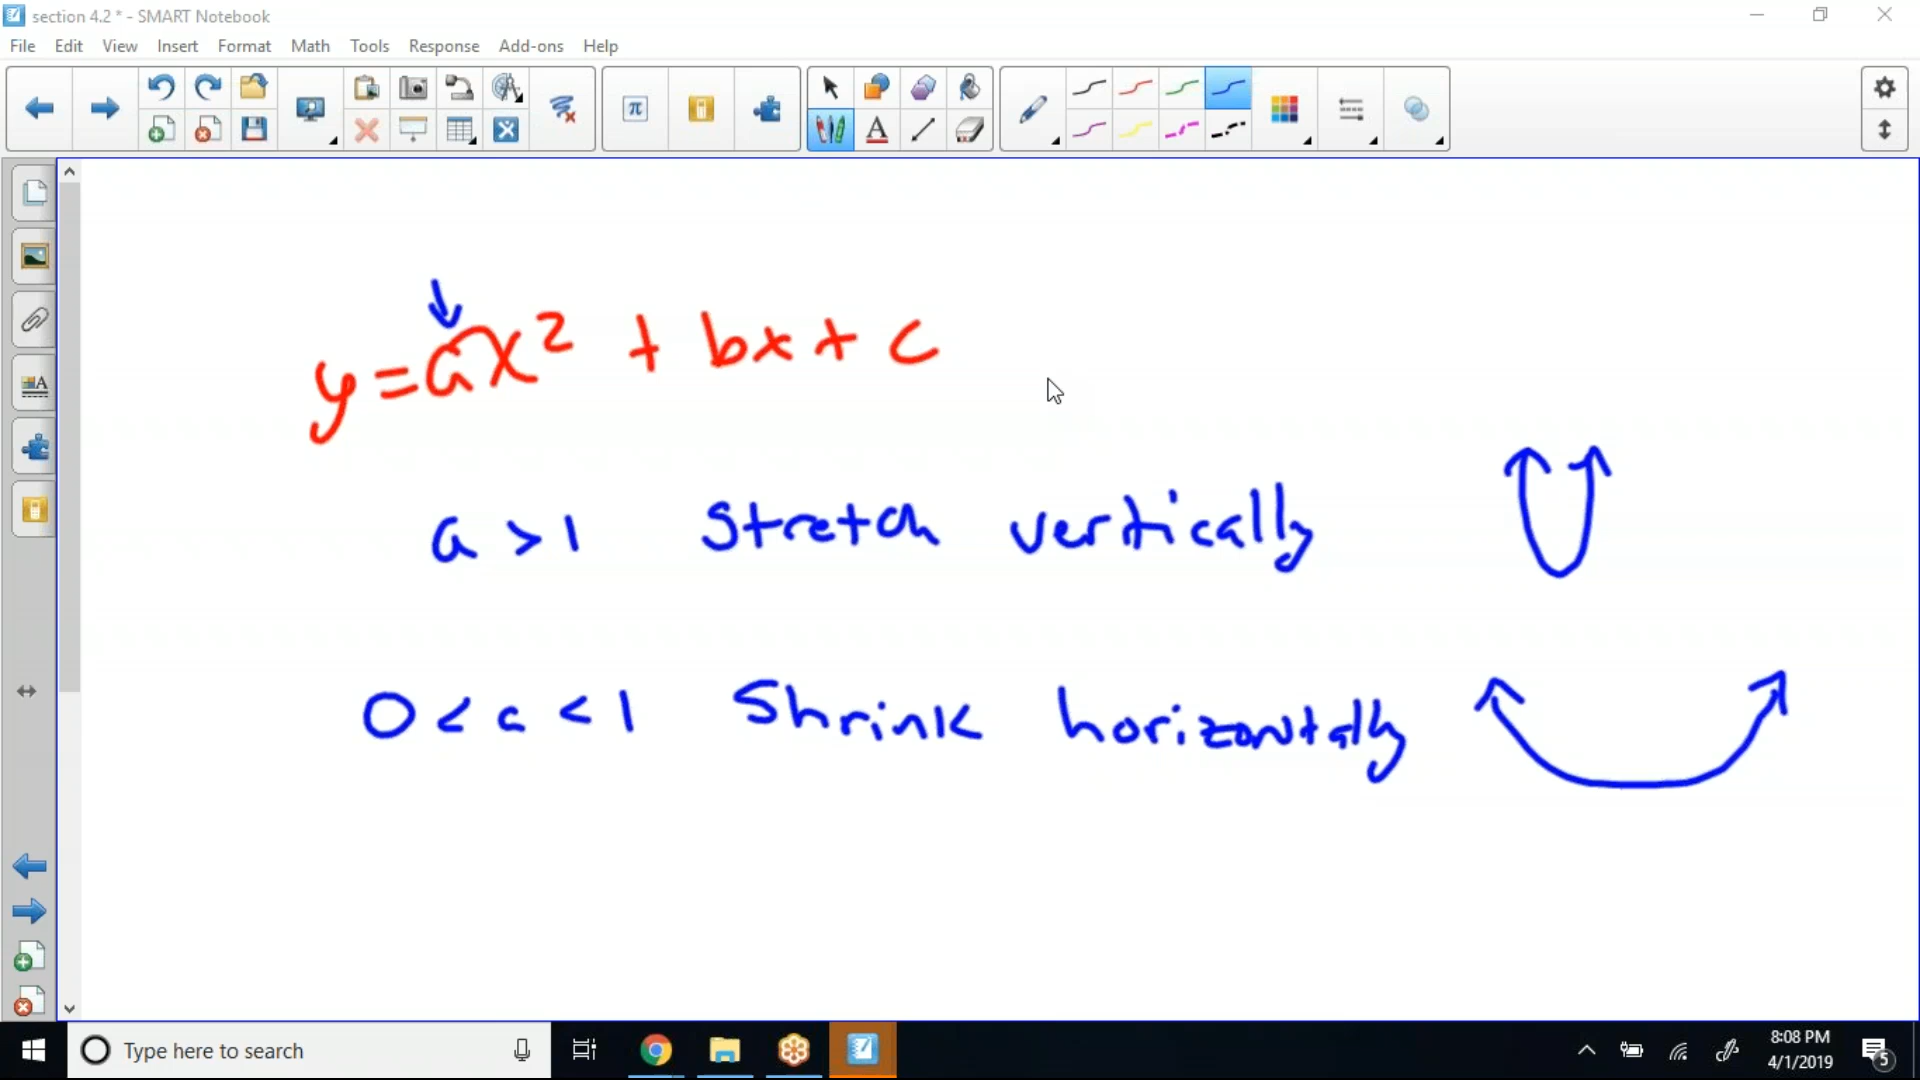 section 4.2 * - SMART Notebook
File Edit View Insert Format Math Tools Response Add-ons Help
π
A
A
y = ax² + bx + c
a > 1 Stretch vertically
0 < a < 1 Shrink horizontally
Type here to search
8:08 PM
4/1/2019
5